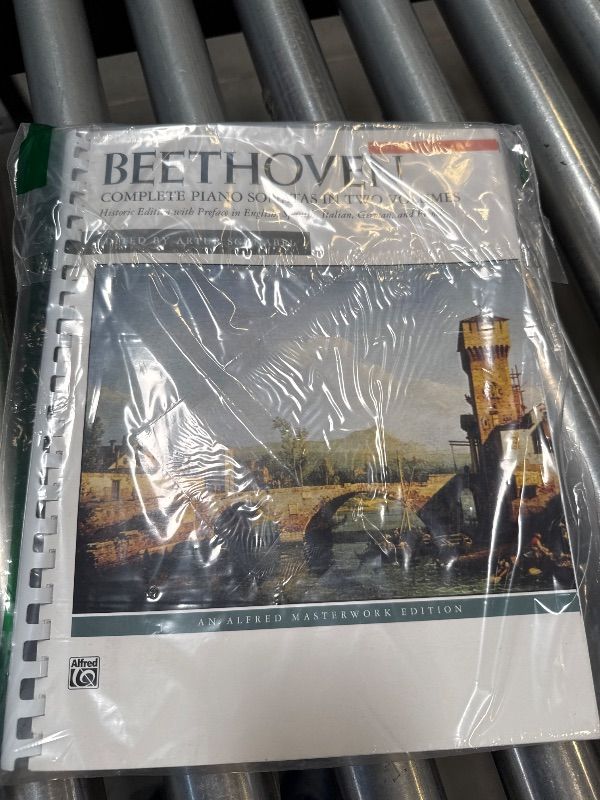 BEETHOVEN
COMPLETE PIANO SONATAS IN TWO VOLUMES
Historic Edition with Preface in English, Italian, German, and
EDITED BY ARTUR SCHNABEL
AN ALFRED MASTERWORK EDITION
Alfred